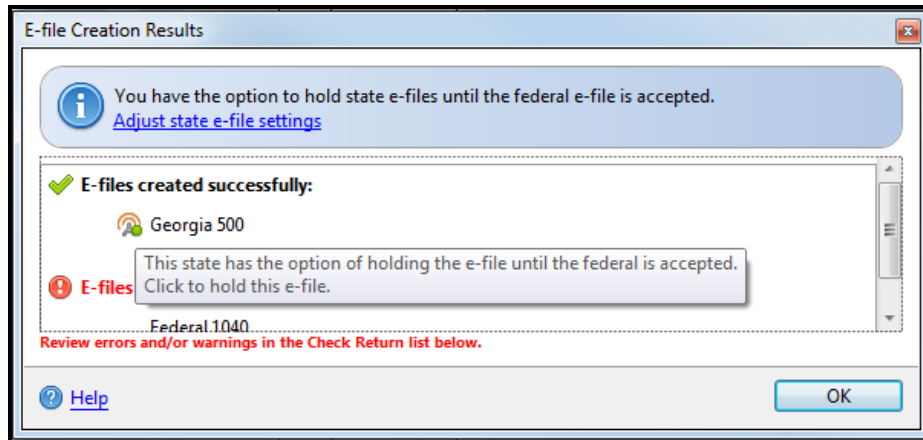 E-file Creation Results
You have the option to hold state e-files until the federal e-file is accepted.
Adjust state e-file settings
E-files created successfully:
Georgia 500
This state has the option of holding the e-file until the federal is accepted.
E-files
Click to hold this e-file.
Federal 1040
Review errors and/or warnings in the Check Return list below.
Help
OK